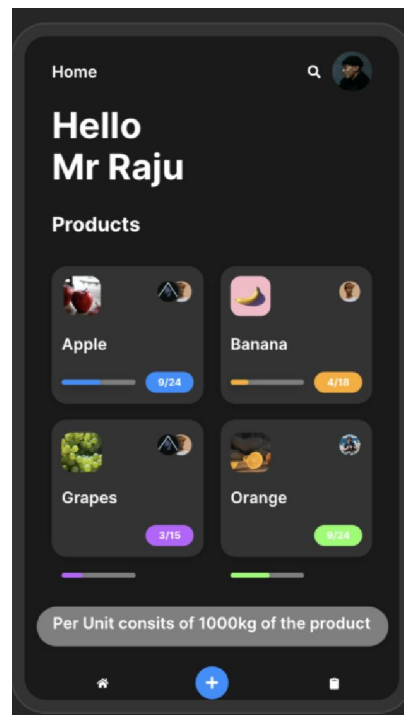 Home
Hello
Mr Raju
Products
Apple
9/24
Banana
4/18
Grapes
3/15
Orange
9/24
Per Unit consits of 1000kg of the product